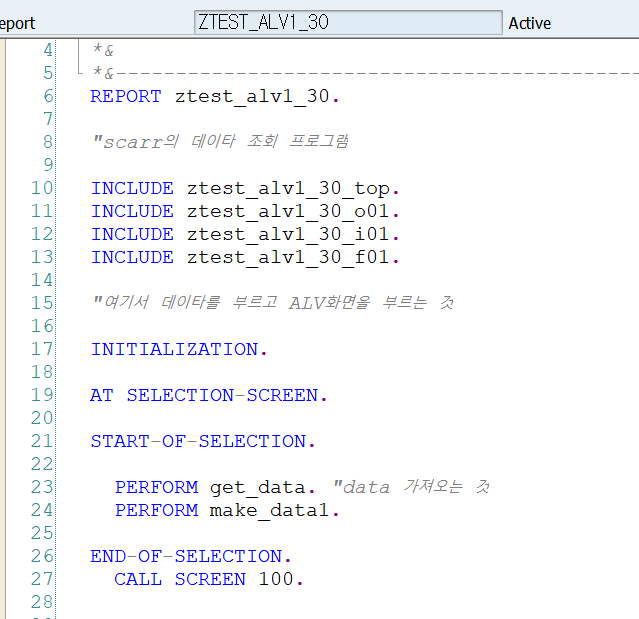 eport ZTEST_ALV1_30 Active
4 *&
5 *&---------------------------------------------
6 REPORT ztest_alv1_30.
7
8 "scarr의 데이타 조회 프로그램
9
10 INCLUDE ztest_alv1_30_top.
11 INCLUDE ztest_alv1_30_o01.
12 INCLUDE ztest_alv1_30_i01.
13 INCLUDE ztest_alv1_30_f01.
14
15 "여기서 데이타를 부르고 ALV화면을 부르는 것
16
17 INITIALIZATION.
18
19 AT SELECTION-SCREEN.
20
21 START-OF-SELECTION.
22
23 PERFORM get_data. "data 가져오는 것
24 PERFORM make_data1.
25
26 END-OF-SELECTION.
27 CALL SCREEN 100.
28